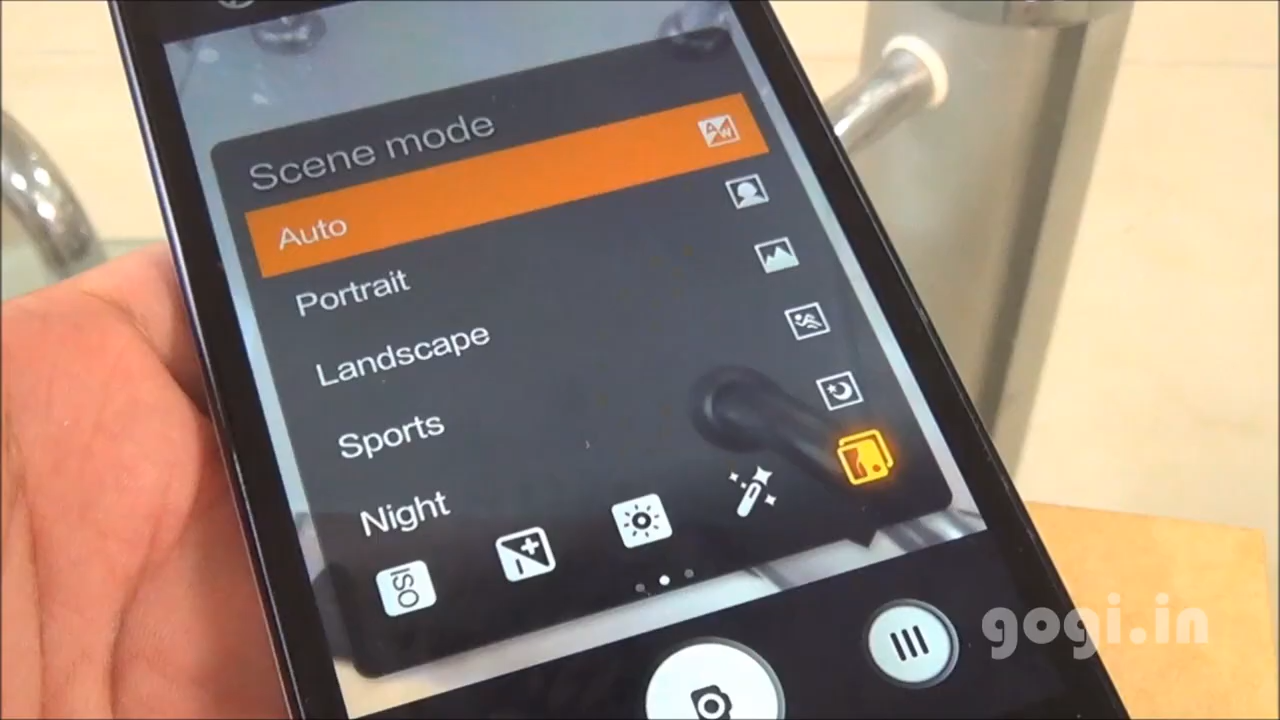 Scene mode
Auto
Portrait
Landscape
Sports
Night
ISO
gogi.in